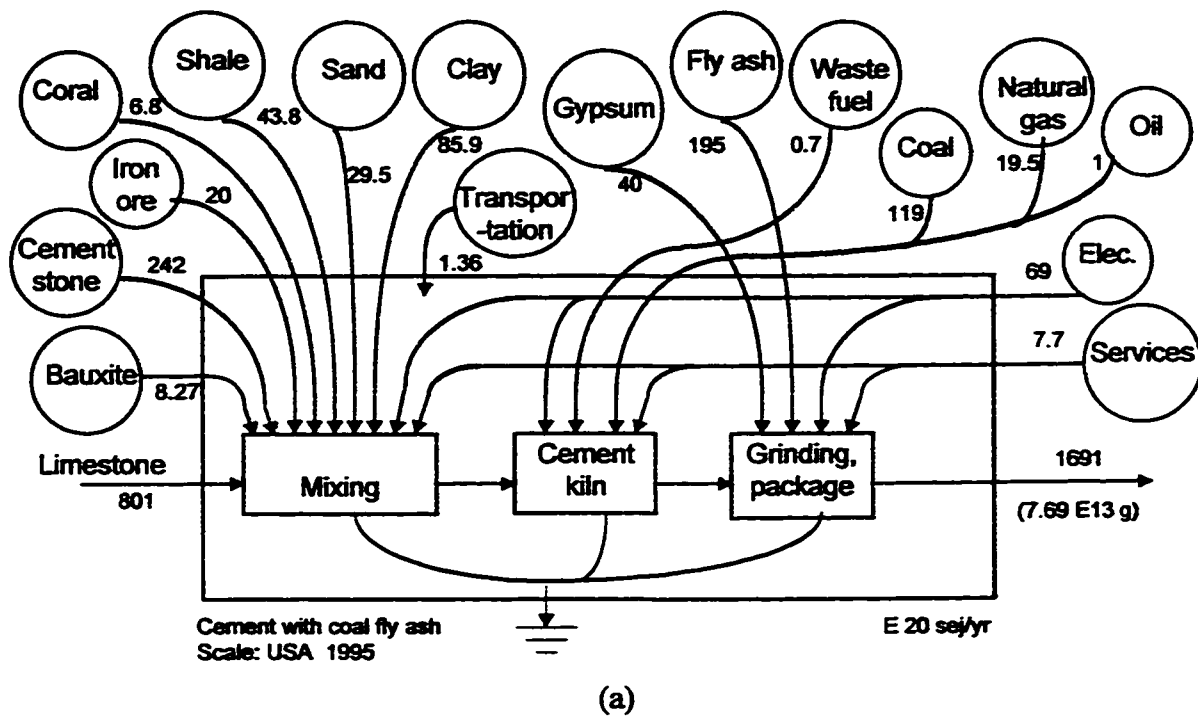 Coral
6.8
Shale
43.8
Sand
29.5
Clay
85.9
Gypsum
40
Fly ash
195
Waste
fuel
0.7
Coal
119
Natural
gas
19.5
Oil
1
Iron
ore
20
Transpor
-tation
1.36
Cement
stone
242
Elec.
69
Bauxite
8.27
Services
7.7
Limestone
801
Mixing
Cement
kiln
Grinding,
package
1691
(7.69 E13 g)
Cement with coal fly ash
Scale: USA 1995
E 20 sej/yr
(a)